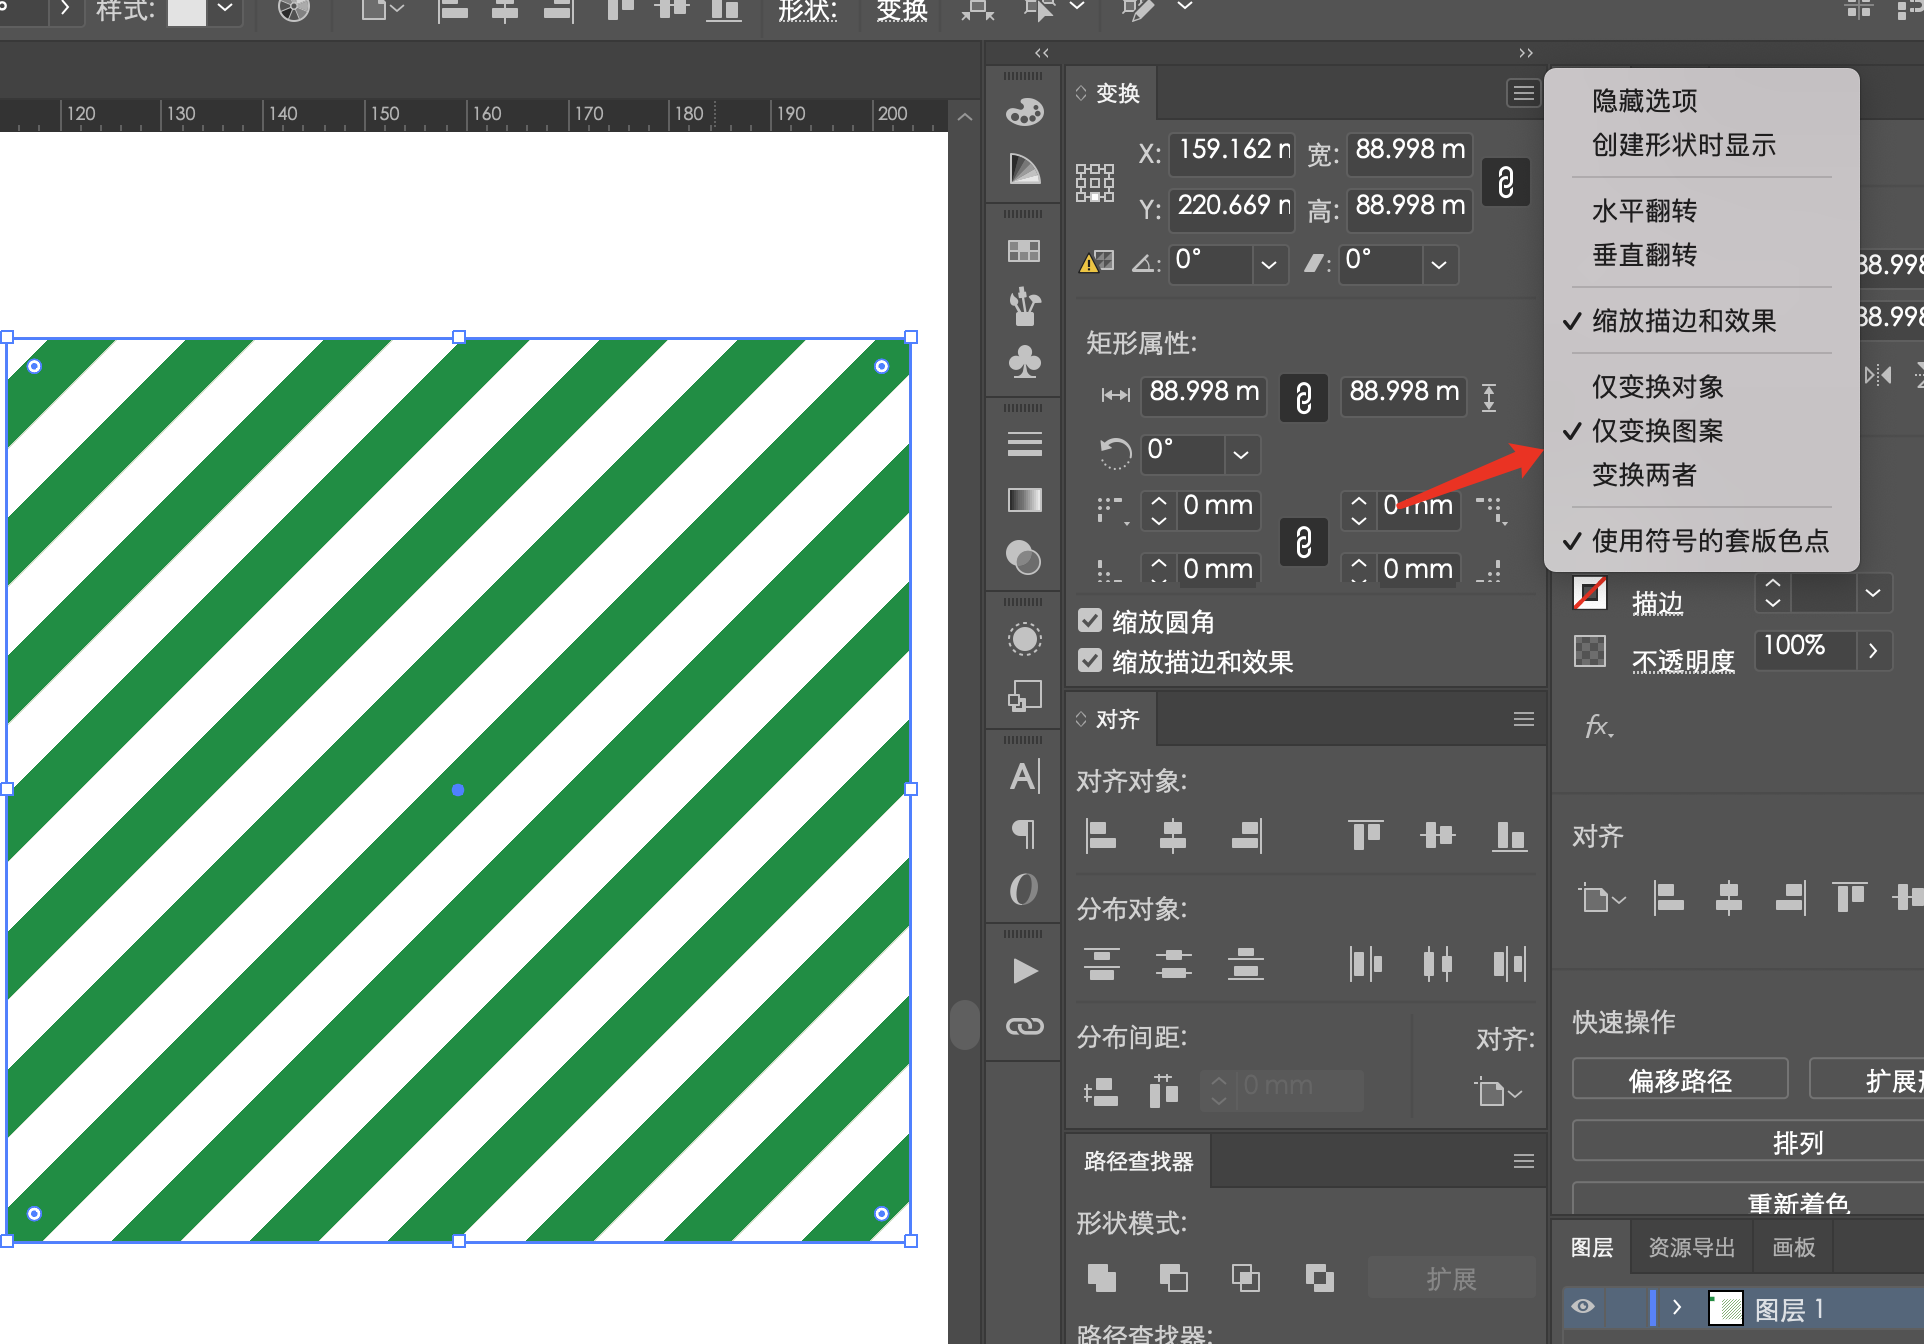 样式:
形状:
变换
120
130
140
150
160
170
180
190
200
变换
X:
159.162 m
宽:
88.998 m
Y:
220.669 m
高:
88.998 m
0°
0°
矩形属性:
88.998 m
88.998 m
0°
0 mm
0 mm
0 mm
0 mm
缩放圆角
缩放描边和效果
隐藏选项
创建形状时显示
水平翻转
垂直翻转
缩放描边和效果
仅变换对象
仅变换图案
变换两者
使用符号的套版色点
88.998
88.998
描边
不透明度
100%
fx.
对齐
对齐对象:
分布对象:
分布间距:
对齐:
0 mm
路径查找器
形状模式:
扩展
路径查找器:
对齐
快速操作
偏移路径
扩展形
排列
重新着色
图层
资源导出
画板
图层 1